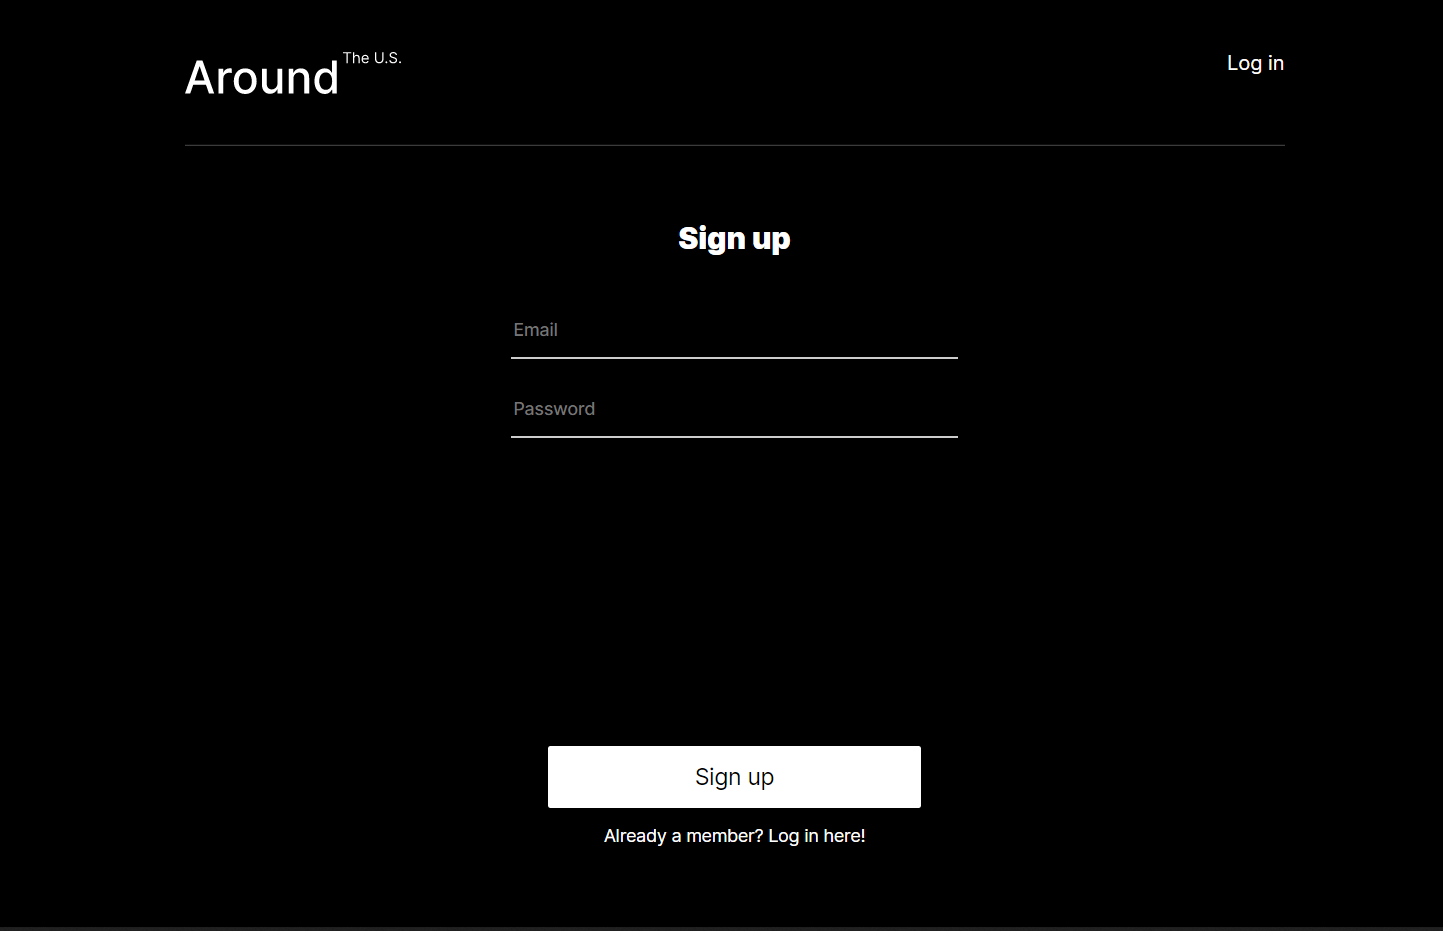 Around The U.S.
Log in
Sign up
Email
Password
Sign up
Already a member? Log in here!